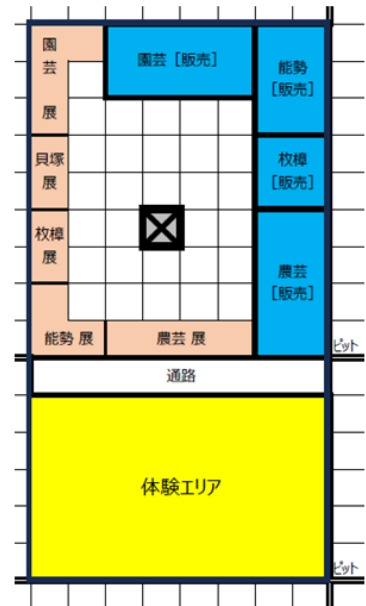 園
芸
展
園芸［販売］
能勢
［販売］
貝塚
展
枚樟
［販売］
枚樟
展
農芸
［販売］
能勢 展
農芸 展
ピット
通路
体験エリア
ピット